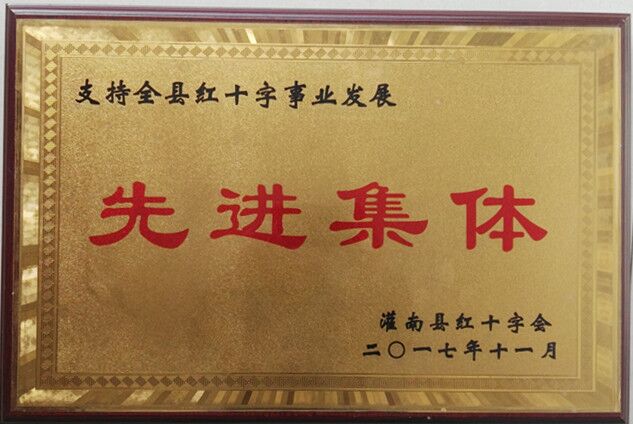 支持全县红十字事业发展
先进集体
灌南县红十字会
二〇一七年十一月